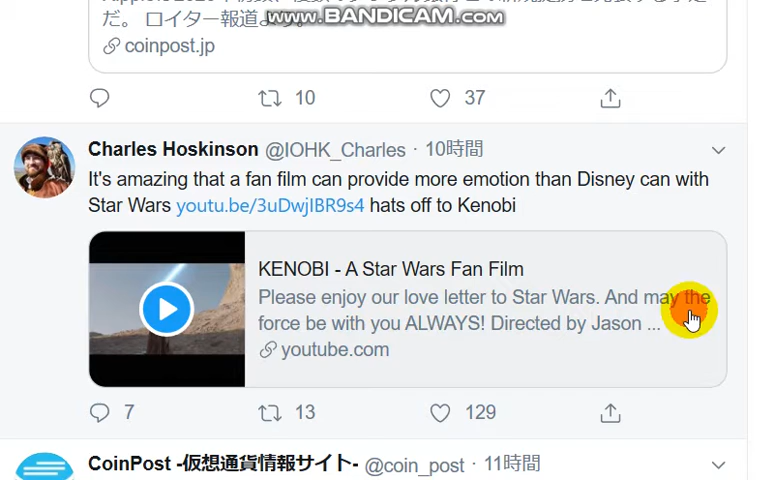 www.BANDICAM.com
だ。 ロイター報道よ
coinpost.jp
10
37
Charles Hoskinson @IOHK_Charles · 10時間
It's amazing that a fan film can provide more emotion than Disney can with
Star Wars youtu.be/3uDwjIBR9s4 hats off to Kenobi
KENOBI - A Star Wars Fan Film
Please enjoy our love letter to Star Wars. And may the
force be with you ALWAYS! Directed by Jason ...
youtube.com
7
13
129
CoinPost -仮想通貨情報サイト- @coin_post · 11時間